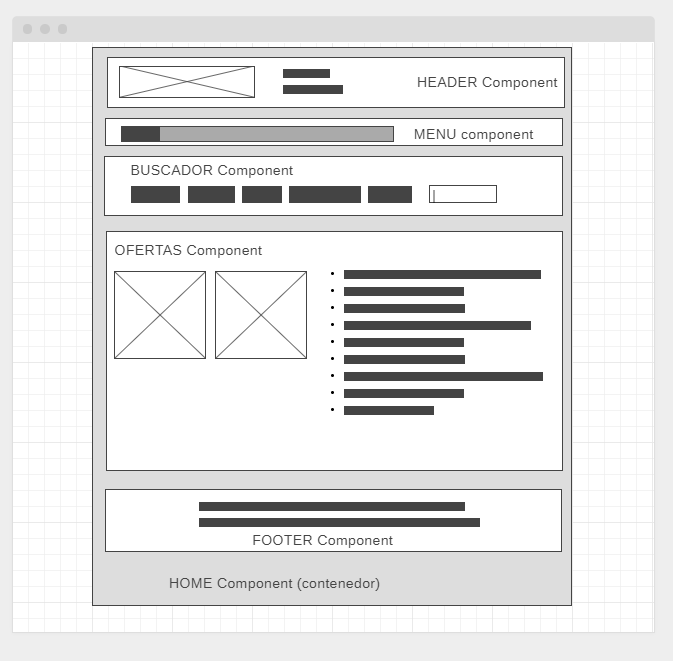 HEADER Component
MENU component
BUSCADOR Component
OFERTAS Component
FOOTER Component
HOME Component (contenedor)